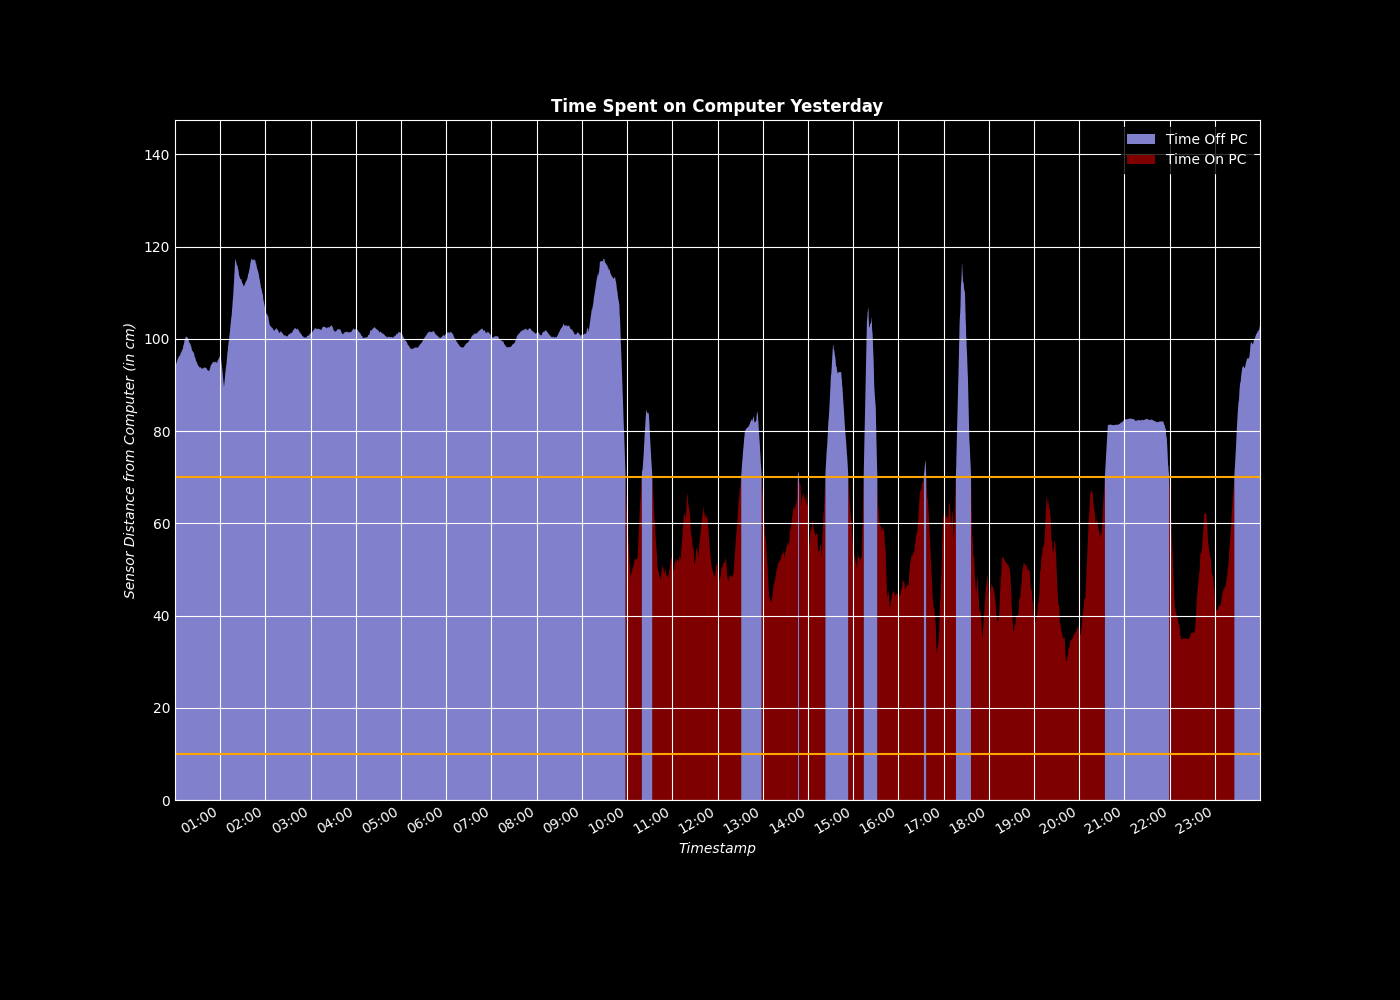 Time Spent on Computer Yesterday
Time Off PC
Time On PC
140
120
100
80
60
40
20
0
Sensor Distance from Computer (in cm)
01:00 02:00 03:00 04:00 05:00 06:00 07:00 08:00 09:00 10:00 11:00 12:00 13:00 14:00 15:00 16:00 17:00 18:00 19:00 20:00 21:00 22:00 23:00
Timestamp